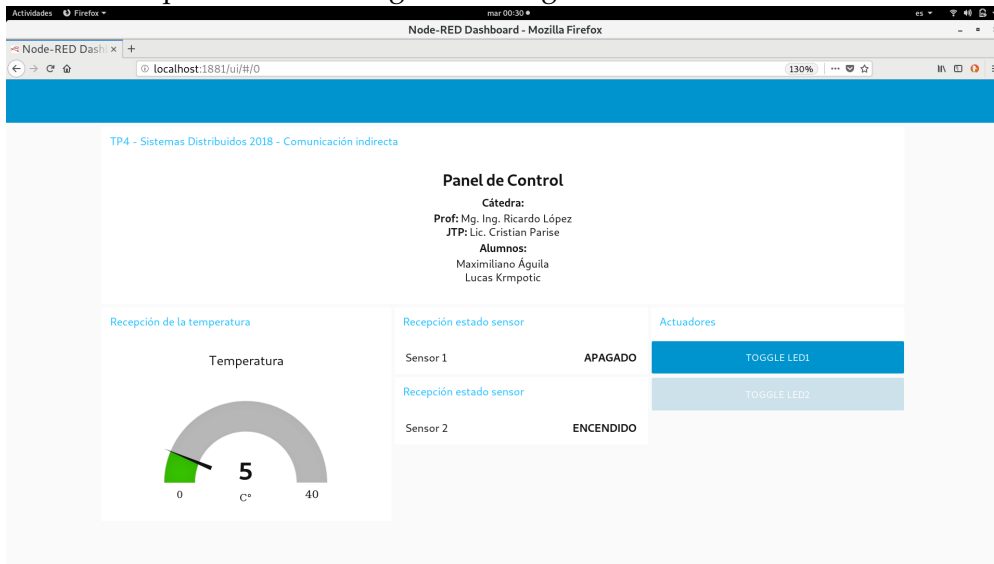 Actividades Firefox mar 00:30 es
Node-RED Dashboard - Mozilla Firefox
Node-RED Dash × +
localhost:1881/ui/#/0 130%
TP4 - Sistemas Distribuidos 2018 - Comunicación indirecta
Panel de Control
Cátedra:
Prof: Mg. Ing. Ricardo López
JTP: Lic. Cristian Parise
Alumnos:
Maximiliano Águila
Lucas Krmpotic
Recepción de la temperatura
Temperatura
5
0 C° 40
Recepción estado sensor
Sensor 1 APAGADO
Recepción estado sensor
Sensor 2 ENCENDIDO
Actuadores
TOGGLE LED1
TOGGLE LED2